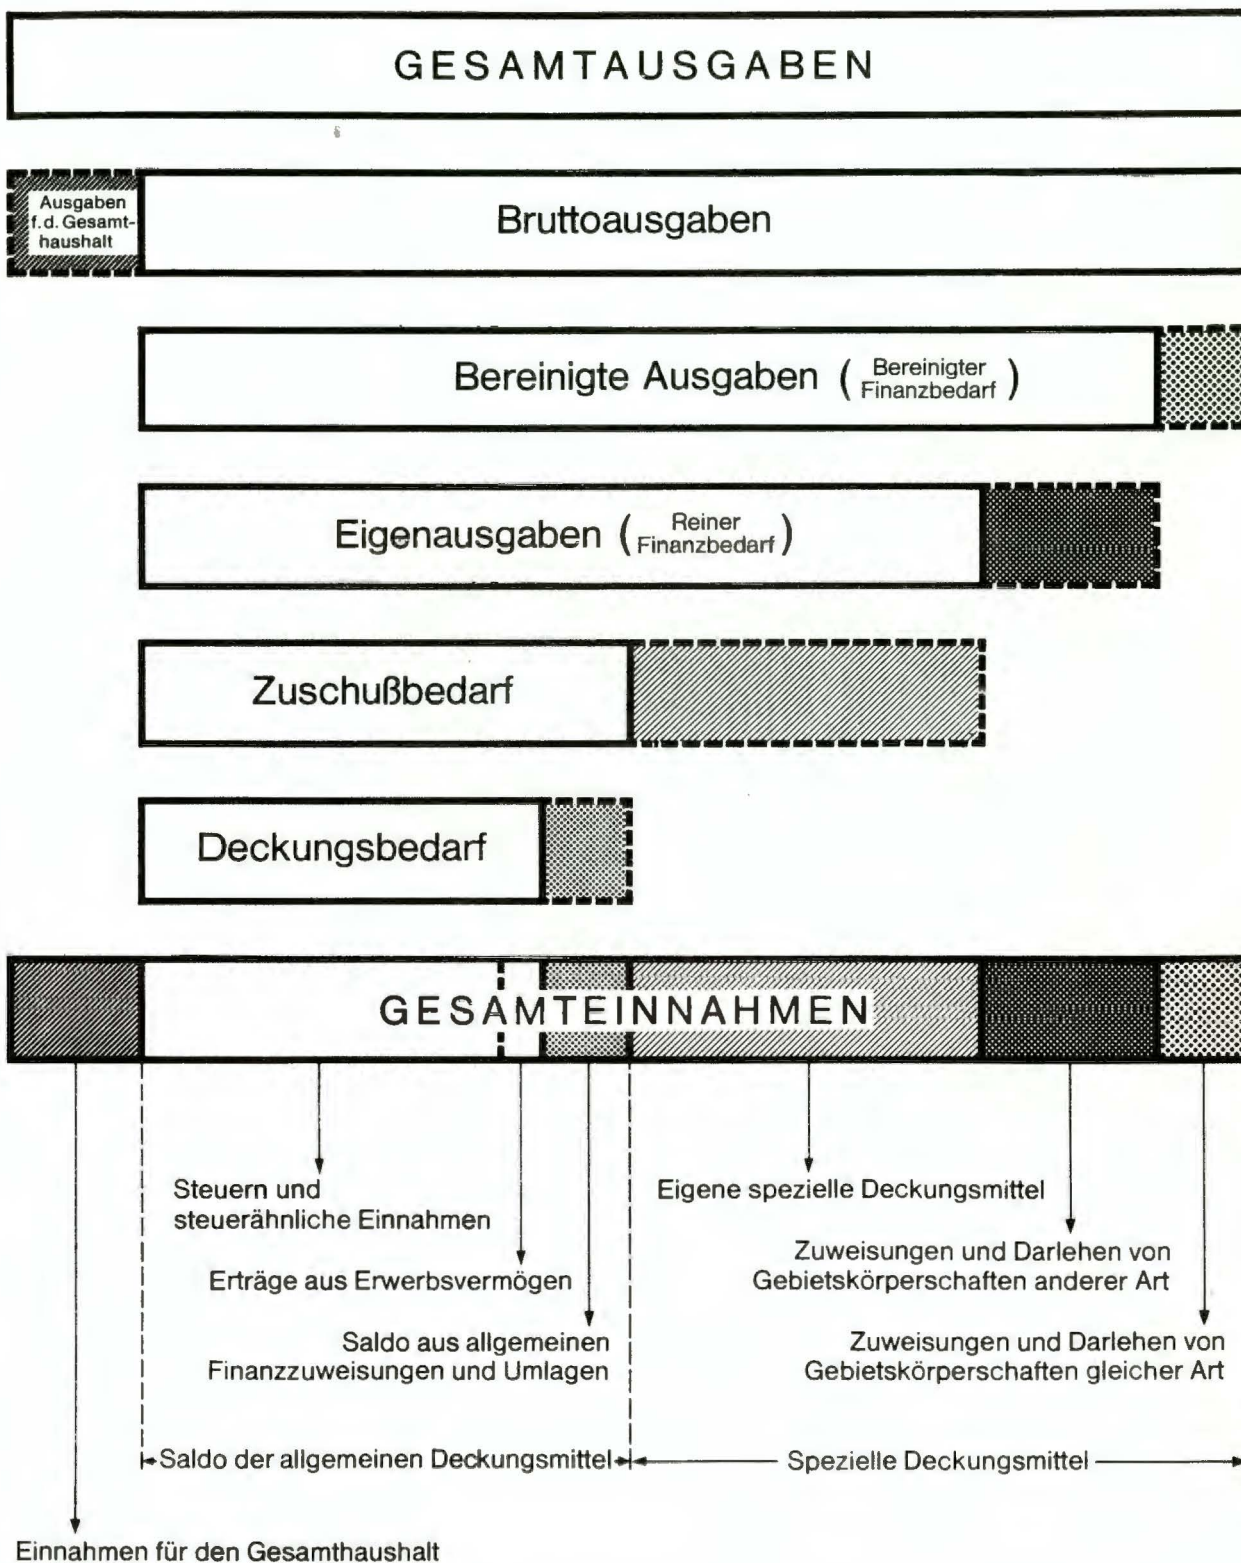 GESAMTAUSGABEN
Ausgaben
f.d. Gesamt-
haushalt
Bruttoausgaben
Bereinigte Ausgaben ( Bereinigter
Finanzbedarf )
Eigenausgaben ( Reiner
Finanzbedarf )
Zuschußbedarf
Deckungsbedarf
GESAMTEINNAHMEN
Steuern und
steuerähnliche Einnahmen
Eigene spezielle Deckungsmittel
Erträge aus Erwerbsvermögen
Zuweisungen und Darlehen von
Gebietskörperschaften anderer Art
Saldo aus allgemeinen
Finanzzuweisungen und Umlagen
Zuweisungen und Darlehen von
Gebietskörperschaften gleicher Art
Saldo der allgemeinen Deckungsmittel
Spezielle Deckungsmittel
Einnahmen für den Gesamthaushalt